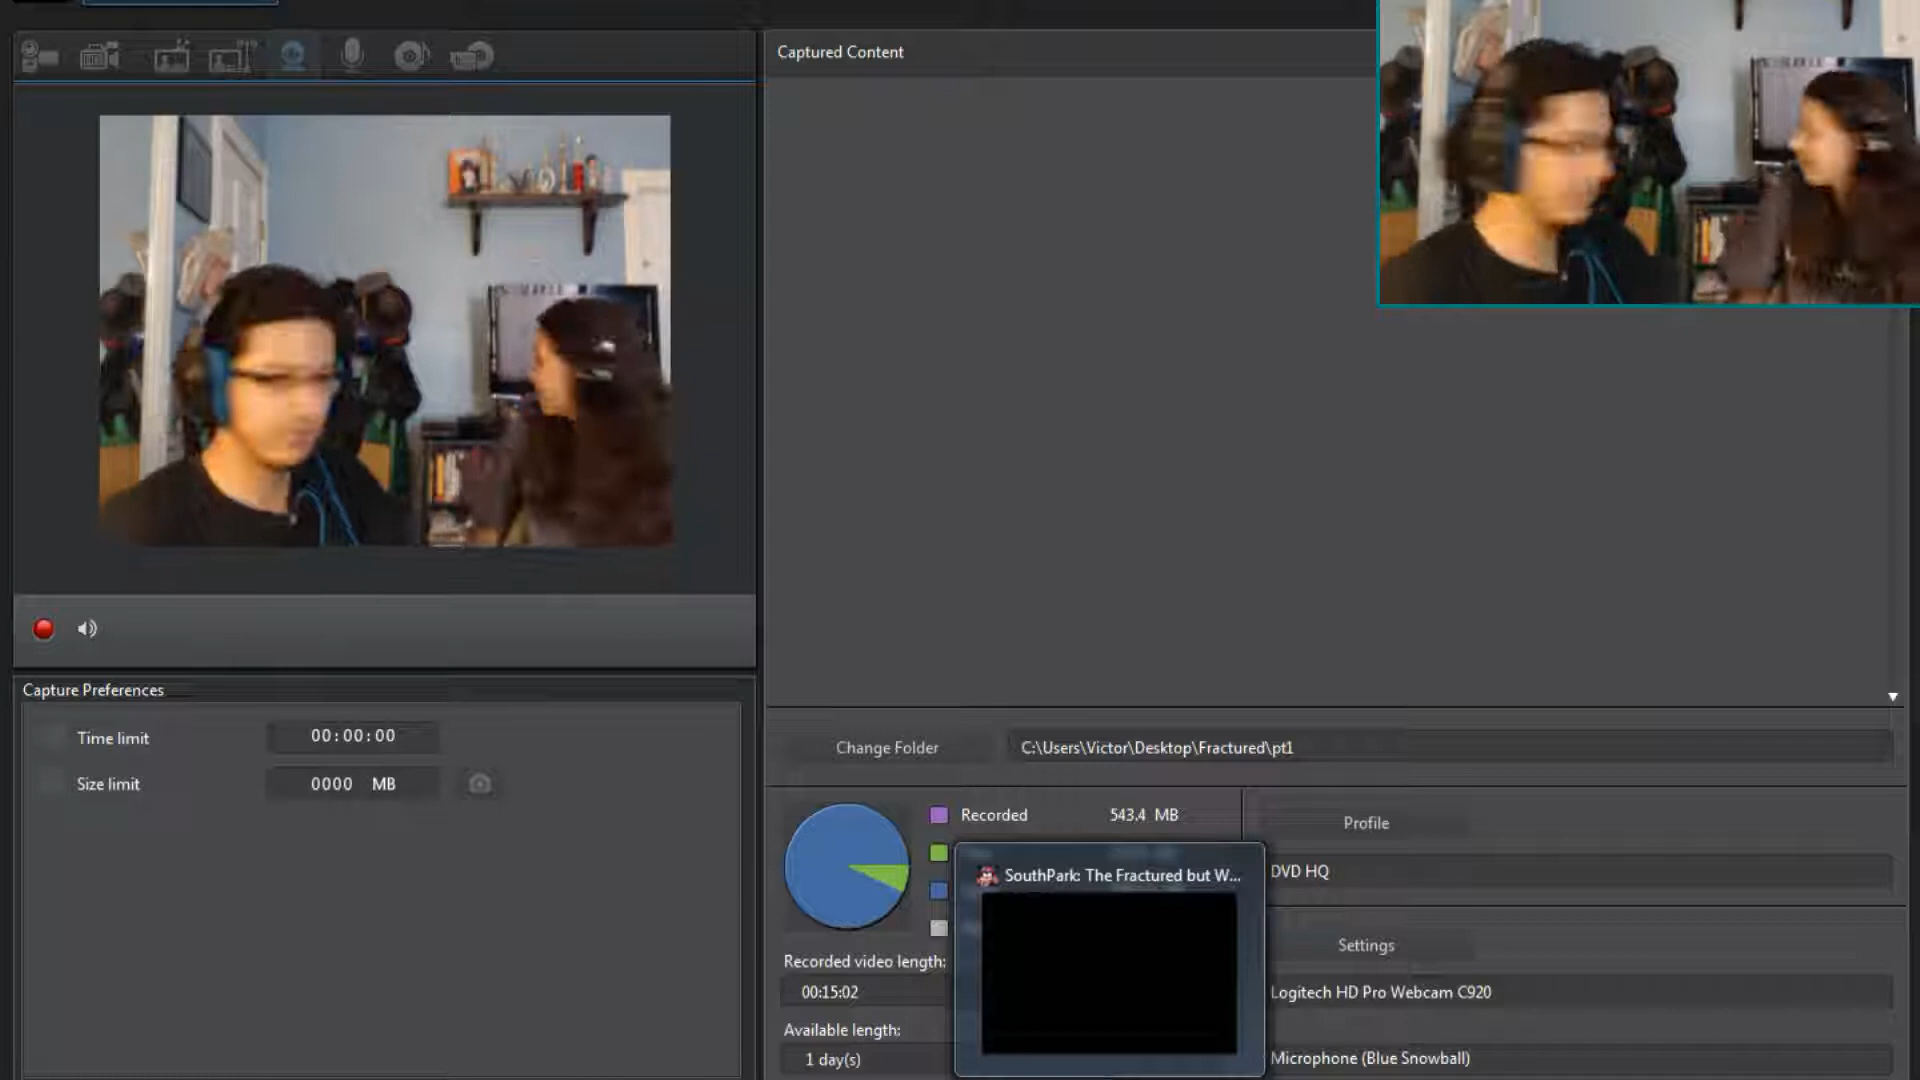 Captured Content
Capture Preferences
Time limit
00:00:00
Size limit
0000 MB
Change Folder
C:\Users\Victor\Desktop\Fractured\pt1
Recorded 543.4 MB
Profile
SouthPark: The Fractured but W...
DVD HQ
Settings
Recorded video length:
00:15:02
Logitech HD Pro Webcam C920
Available length:
1 day(s)
Microphone (Blue Snowball)